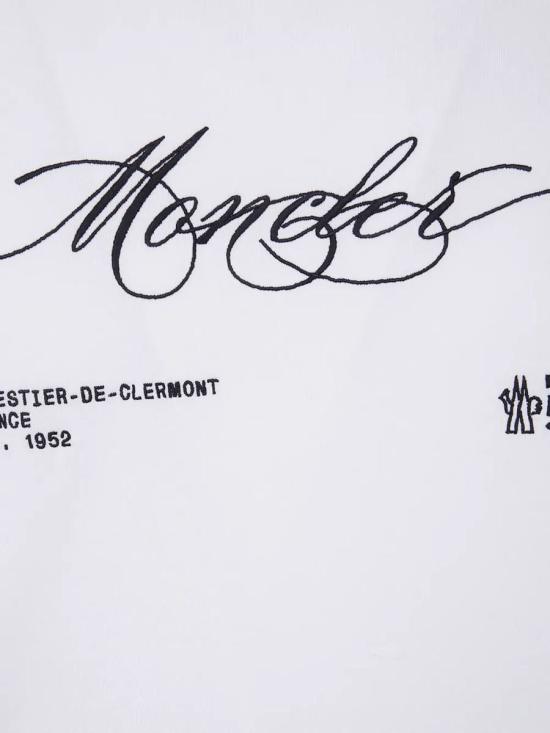 Moncler
ESTIER-DE-CLERMONT
NCE
. 1952